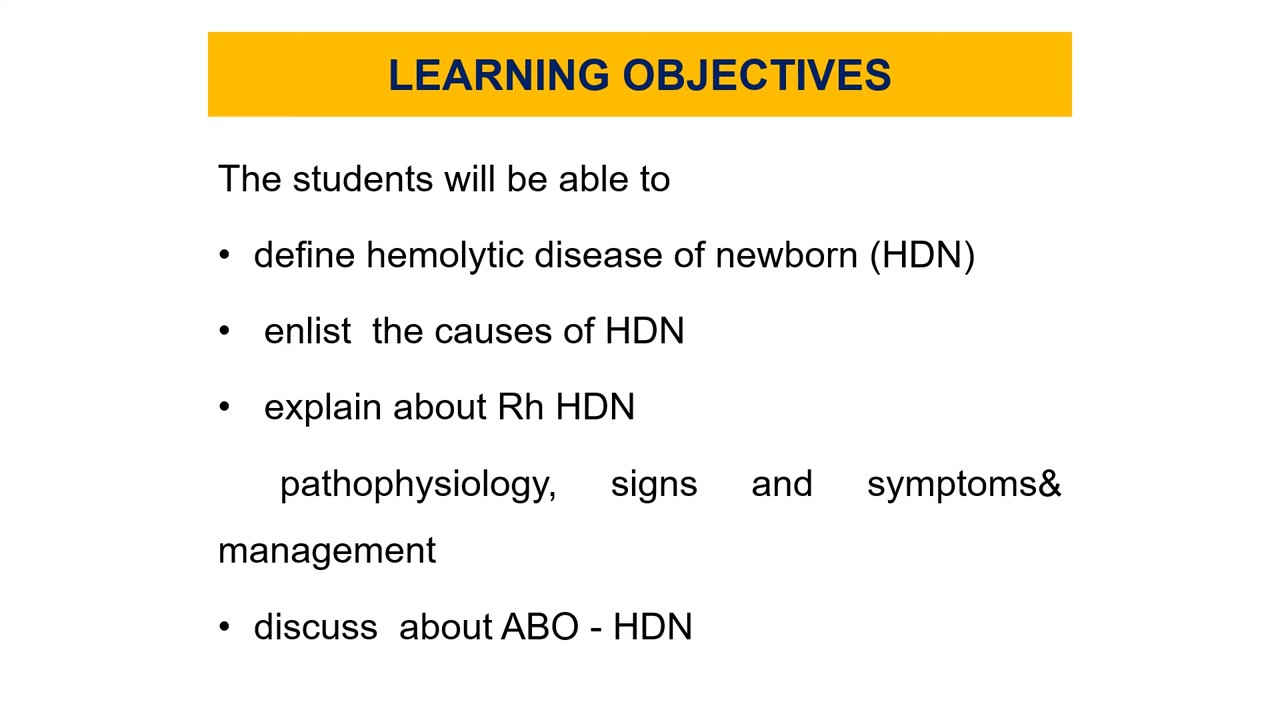 LEARNING OBJECTIVES
The students will be able to
• define hemolytic disease of newborn (HDN)
• enlist the causes of HDN
• explain about Rh HDN
pathophysiology, signs and symptoms&
management
• discuss about ABO - HDN